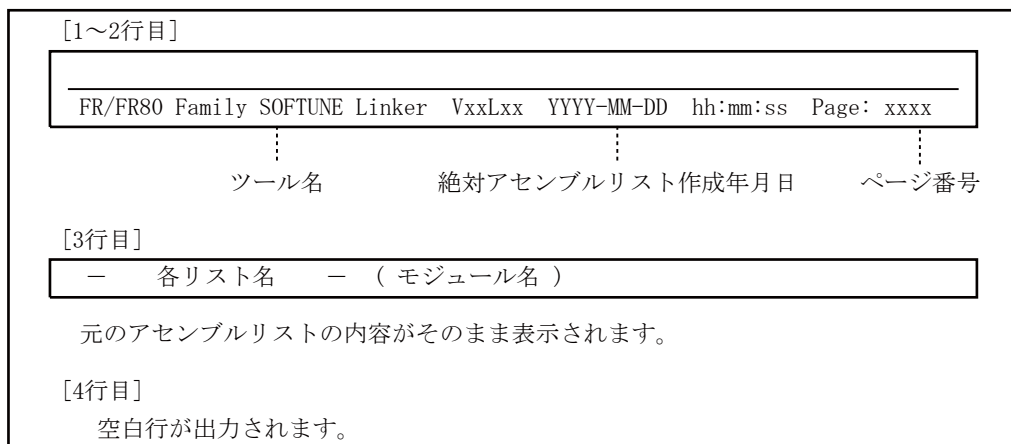 [1～2行目]
FR/FR80 Family SOFTUNE Linker VxxLxx YYYY-MM-DD hh:mm:ss Page: xxxx
ツール名 絶対アセンブルリスト作成年月日 ページ番号
[3行目]
－ 各リスト名 － ( モジュール名 )
元のアセンブルリストの内容がそのまま表示されます。
[4行目]
空白行が出力されます。